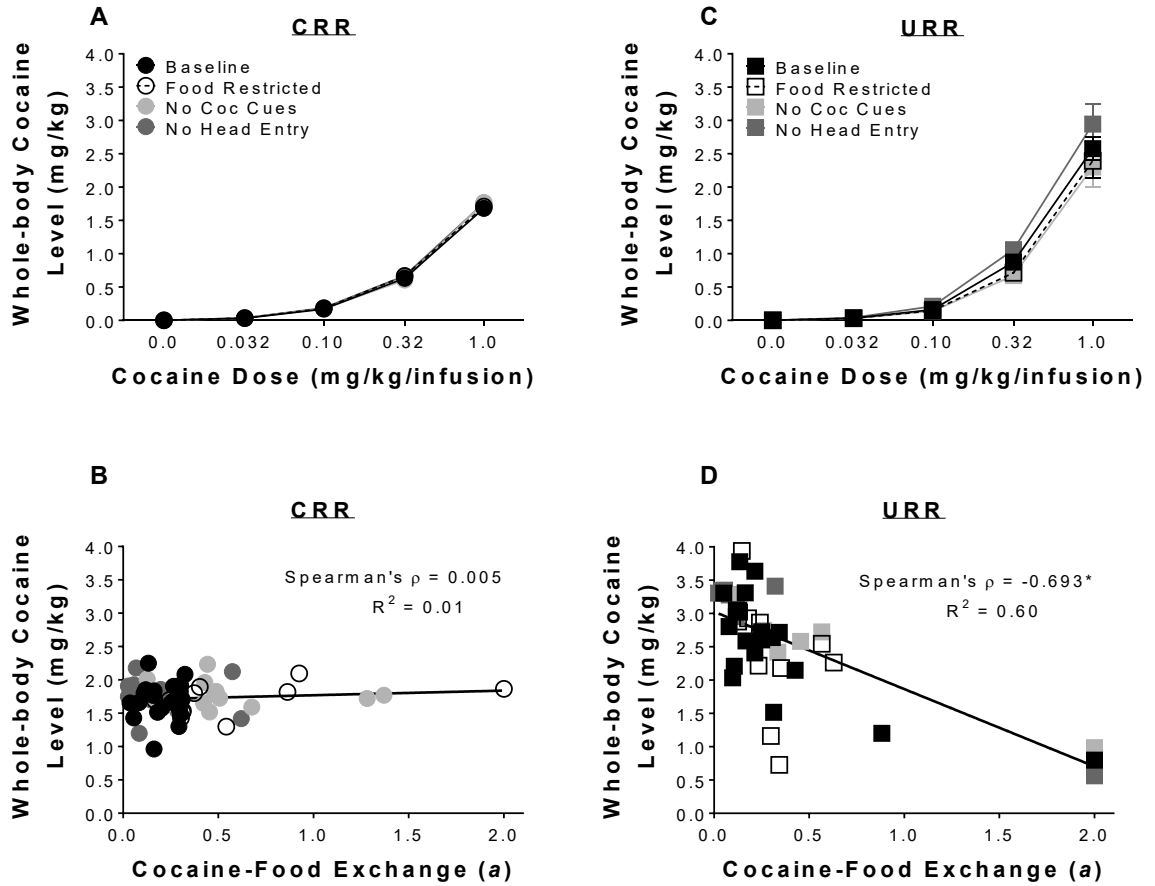 A
CRR
Whole-body Cocaine
Level (mg/kg)
4.0
3.5
3.0
2.5
2.0
1.5
1.0
0.5
0.0
Baseline
Food Restricted
No Coc Cues
No Head Entry
0.0 0.032 0.10 0.32 1.0
Cocaine Dose (mg/kg/infusion)
C
URR
Whole-body Cocaine
Level (mg/kg)
4.0
3.5
3.0
2.5
2.0
1.5
1.0
0.5
0.0
Baseline
Food Restricted
No Coc Cues
No Head Entry
0.0 0.032 0.10 0.32 1.0
Cocaine Dose (mg/kg/infusion)
B
CRR
Whole-body Cocaine
Level (mg/kg)
4.0
3.5
3.0
2.5
2.0
1.5
1.0
0.5
0.0
Spearman's ρ = 0.005
R² = 0.01
0.0 0.5 1.0 1.5 2.0
Cocaine-Food Exchange (a)
D
URR
Whole-body Cocaine
Level (mg/kg)
4.0
3.5
3.0
2.5
2.0
1.5
1.0
0.5
0.0
Spearman's ρ = -0.693*
R² = 0.60
0.0 0.5 1.0 1.5 2.0
Cocaine-Food Exchange (a)